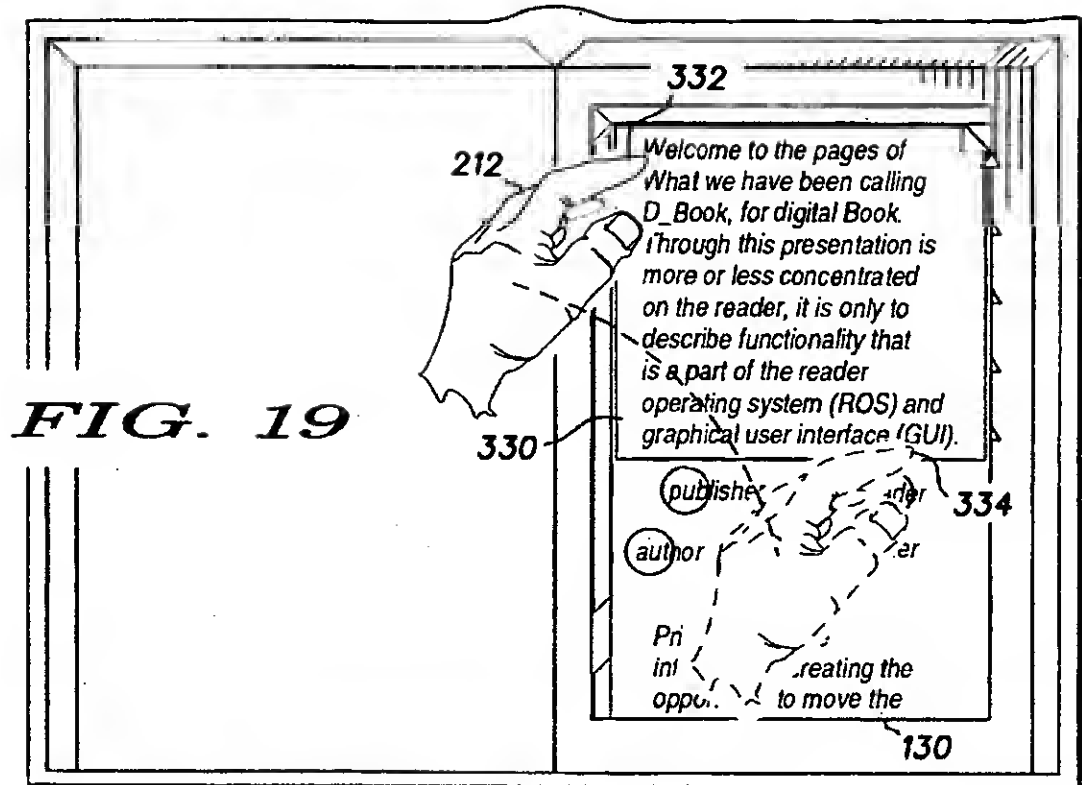 332
Welcome to the pages of
212
What we have been calling
D_Book, for digital Book.
Through this presentation is
more or less concentrated
on the reader, it is only to
describe functionality that
is a part of the reader
FIG. 19
operating system (ROS) and
330
graphical user interface (GUI).
publisher
334
author
creating the
to move the
130